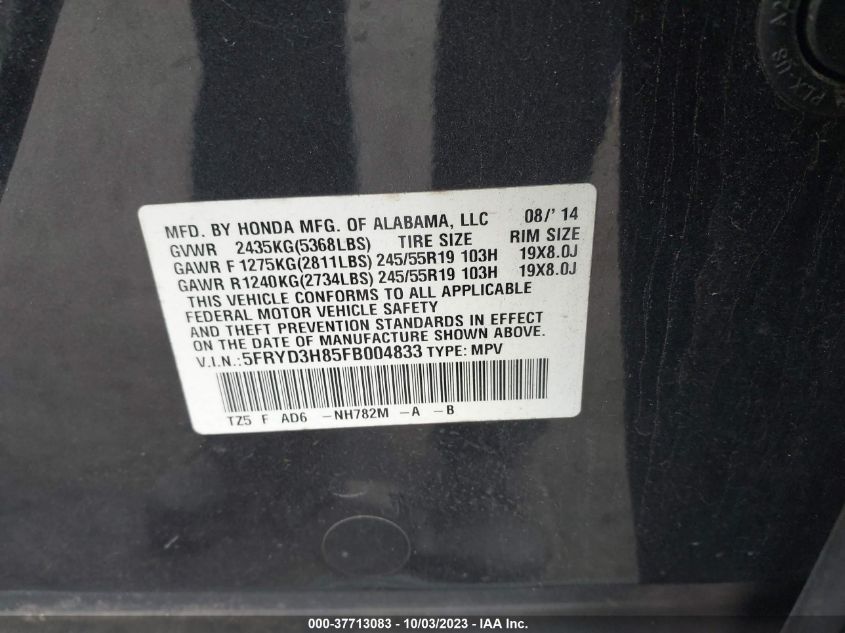 PLX-U8
MFD. BY HONDA MFG. OF ALABAMA, LLC 08/'14
GVWR 2435KG(5368LBS) TIRE SIZE RIM SIZE
GAWR F 1275KG(2811LBS) 245/55R19 103H 19X8.0J
GAWR R1240KG(2734LBS) 245/55R19 103H 19X8.0J
THIS VEHICLE CONFORMS TO ALL APPLICABLE
FEDERAL MOTOR VEHICLE SAFETY
AND THEFT PREVENTION STANDARDS IN EFFECT
ON THE DATE OF MANUFACTURE SHOWN ABOVE.
V.I.N.:5FRYD3H85FB004833 TYPE: MPV
TZ5 F AD6 -NH782M -A -B
000-37713083 - 10/03/2023 - IAA Inc.